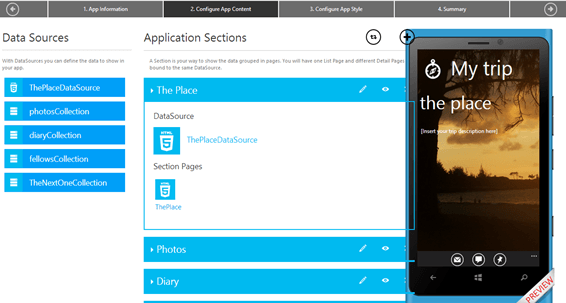 1. App Information
2. Configure App Content
3. Configure App Style
4. Summary
Data Sources
With DataSources you can define the data to show in
your app.
ThePlaceDataSource
photosCollection
diaryCollection
fellowsCollection
TheNextOneCollection
Application Sections
A Section is your way to show the data grouped in pages. You will have one List Page and different Detail Pages
bound to the same DataSource.
The Place
DataSource
HTML
ThePlaceDataSource
Section Pages
HTML
ThePlace
Photos
Diary
My trip
the place
[Insert your trip description here]
PREVIEW